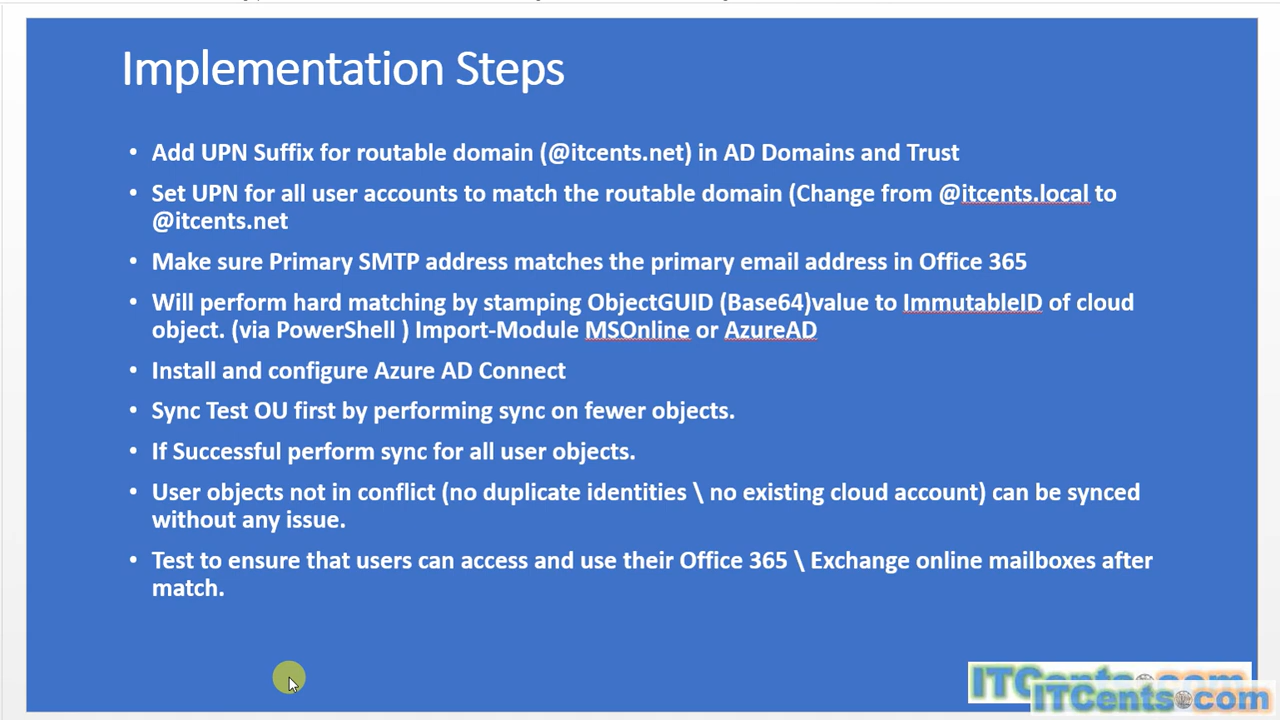 Implementation Steps
• Add UPN Suffix for routable domain (@itcents.net) in AD Domains and Trust
• Set UPN for all user accounts to match the routable domain (Change from @itcents.local to
@itcents.net
• Make sure Primary SMTP address matches the primary email address in Office 365
• Will perform hard matching by stamping ObjectGUID (Base64)value to ImmutableID of cloud
object. (via PowerShell ) Import-Module MSOnline or AzureAD
• Install and configure Azure AD Connect
• Sync Test OU first by performing sync on fewer objects.
• If Successful perform sync for all user objects.
• User objects not in conflict (no duplicate identities \ no existing cloud account) can be synced
without any issue.
• Test to ensure that users can access and use their Office 365 \ Exchange online mailboxes after
match.
ITCents.com
ITCents.com